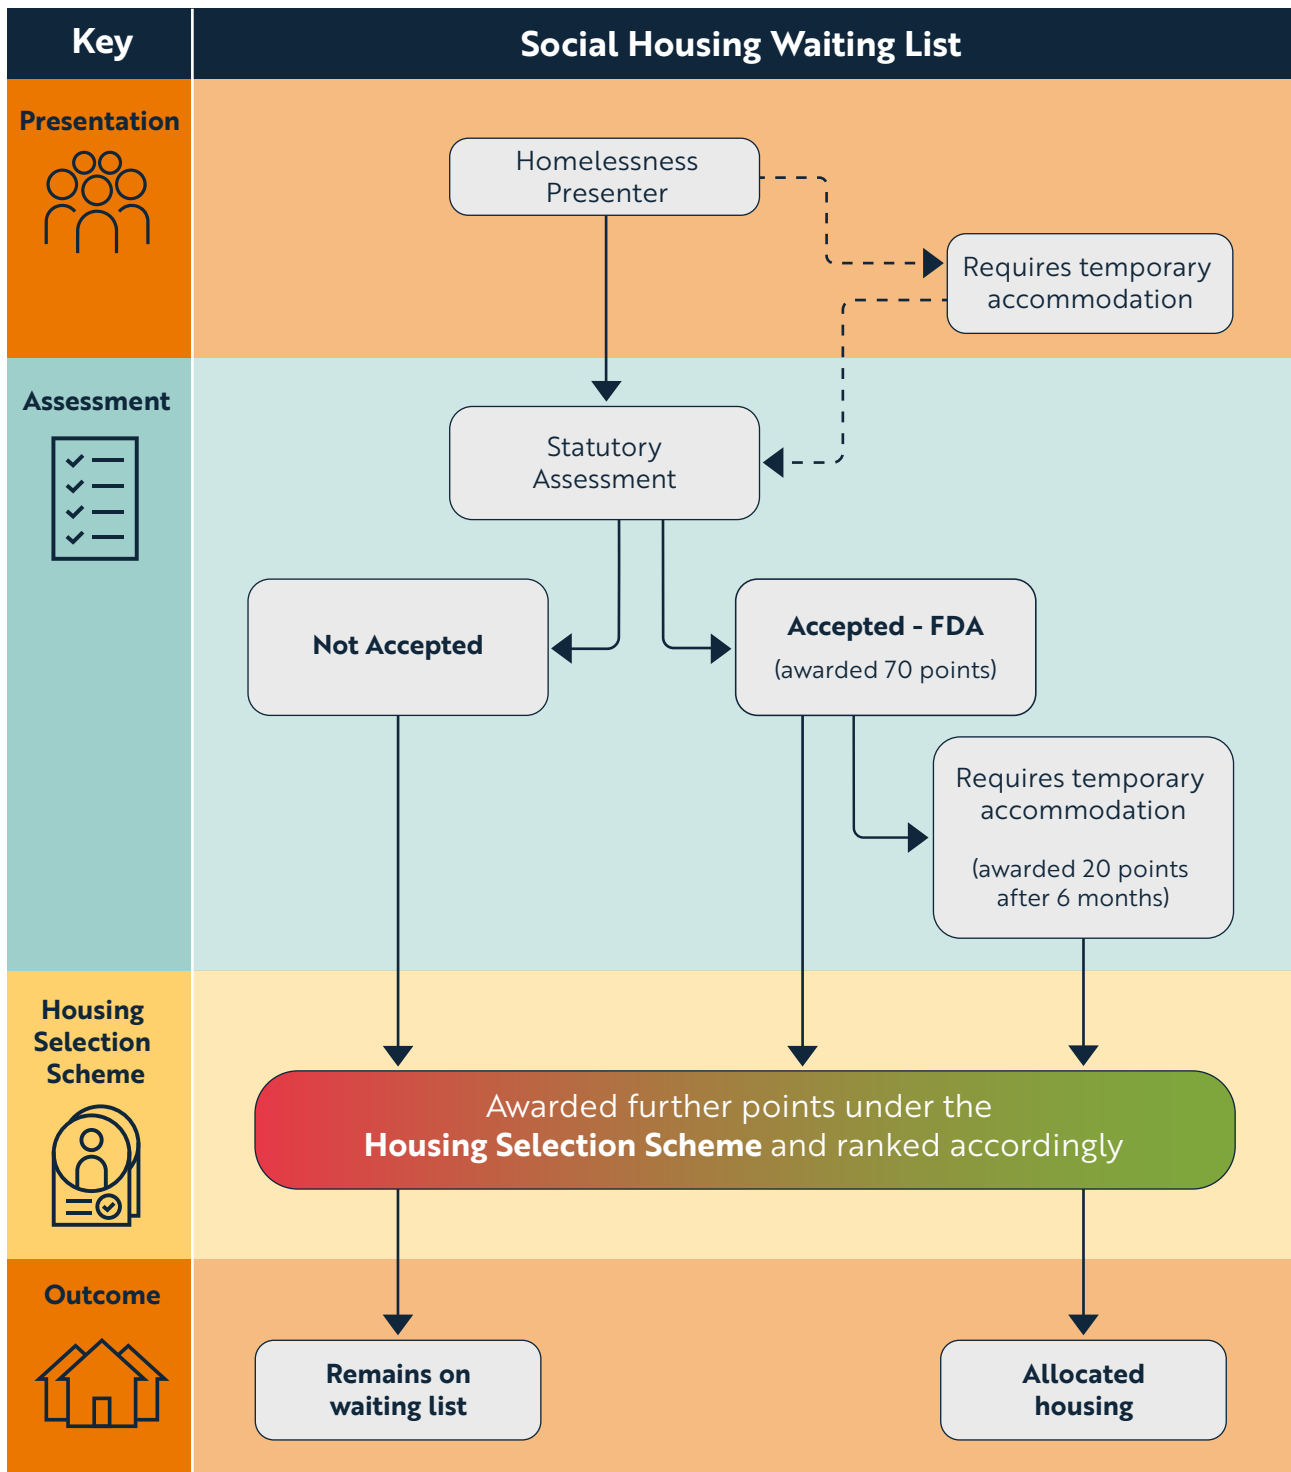 Key
Social Housing Waiting List
Presentation
Homelessness
Presenter
Requires temporary
accommodation
Assessment
Statutory
Assessment
Not Accepted
Accepted - FDA
(awarded 70 points)
Requires temporary
accommodation
(awarded 20 points
after 6 months)
Housing
Selection
Scheme
Awarded further points under the
Housing Selection Scheme and ranked accordingly
Outcome
Remains on
waiting list
Allocated
housing